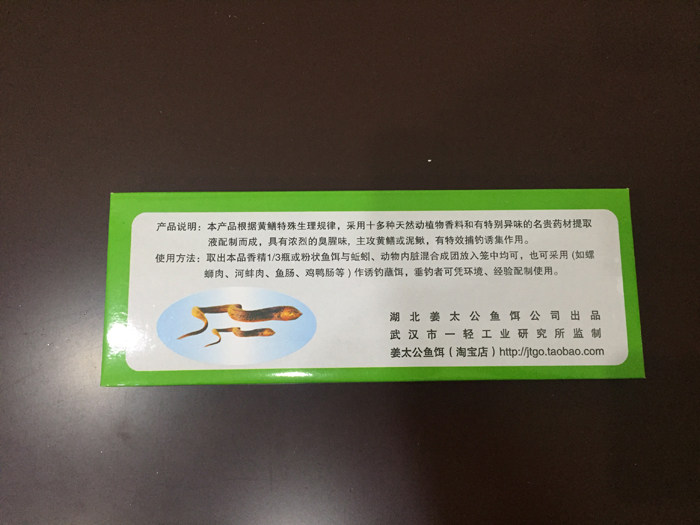 产品说明：本产品根据黄鳝特殊生理规律，采用十多种天然动植物香料和有特别异味的名贵药材提取
液配制而成，具有浓烈的臭腥味，主攻黄鳝或泥鳅，有特效捕钓诱集作用。
使用方法：取出本品香精1/3瓶或粉状鱼饵与蚯蚓、动物内脏混合成团放入笼中均可，也可采用 (如螺
蛳肉、河蚌肉、鱼肠、鸡鸭肠等 ) 作诱钓蘸饵，垂钓者可凭环境、经验配制使用。
湖北姜太公鱼饵公司出品
武汉市一轻工业研究所监制
姜太公鱼饵 ( 淘宝店 ) http://jtgo.taobao.com